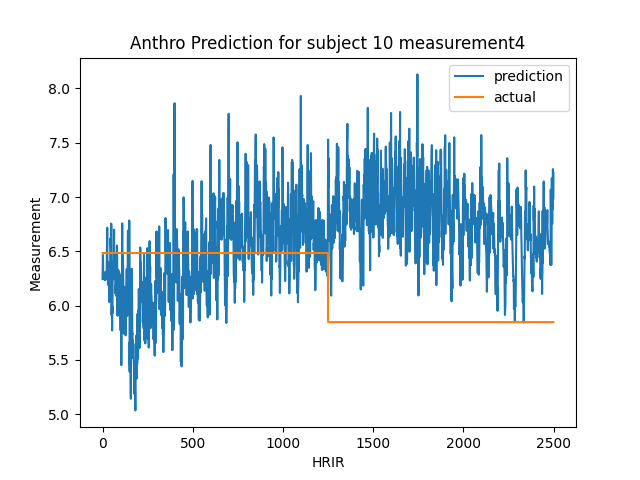 Anthro Prediction for subject 10 measurement4
prediction
actual
Measurement
8.0
7.5
7.0
6.5
6.0
5.5
5.0
0
500
1000
1500
2000
2500
HRIR